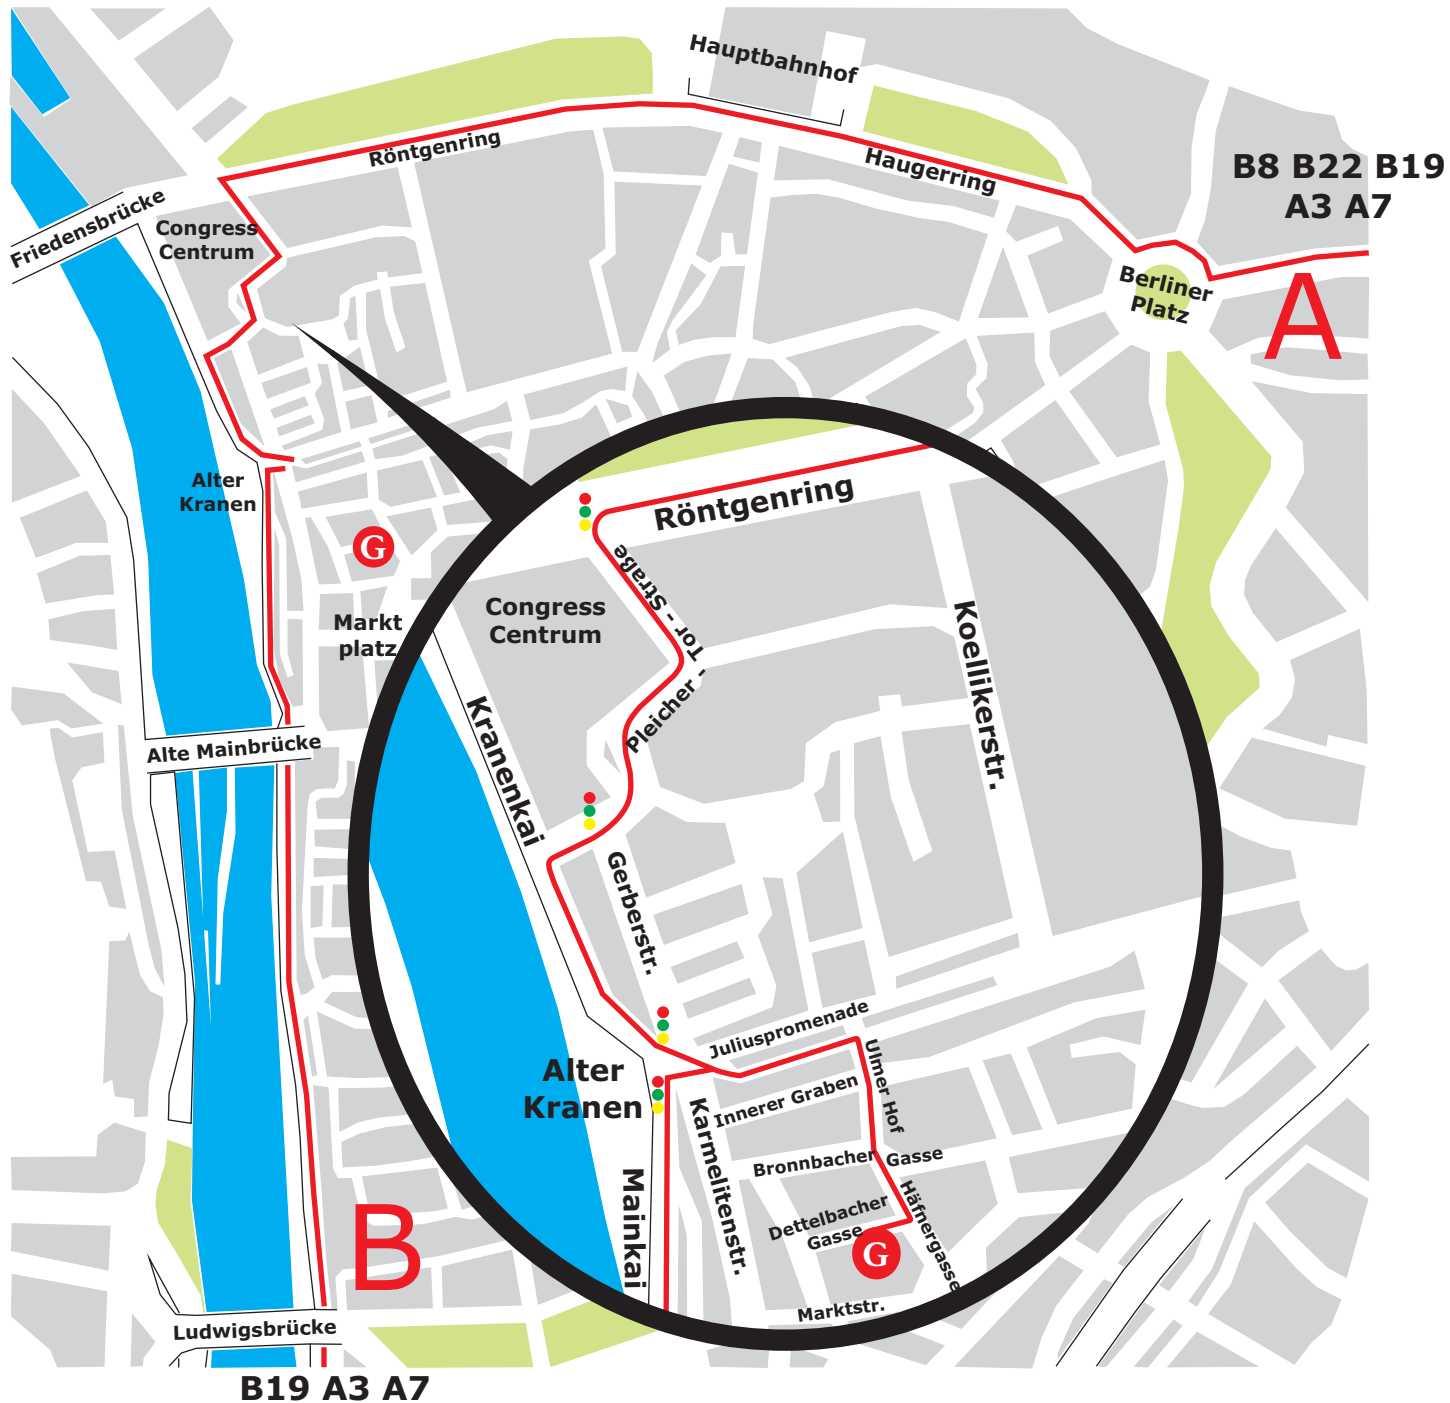 Hauptbahnhof
Röntgenring
Haugerring
B8 B22 B19
A3 A7
Friedensbrücke
Congress
Centrum
Berliner
Platz
A
Alter
Kranen
G
Markt
platz
Alte Mainbrücke
Röntgenring
Pleicher - Tor - Straße
Congress
Centrum
Koellikerstr.
Kranenkai
Gerberstr.
Juliuspromenade
Alter
Kranen
Innerer Graben
Ulmer Hof
Karmelitenstr.
Bronnbacher Gasse
Mainkai
Dettelbacher
Gasse
Häfnergasse
G
Marktstr.
B
Ludwigsbrücke
B19 A3 A7